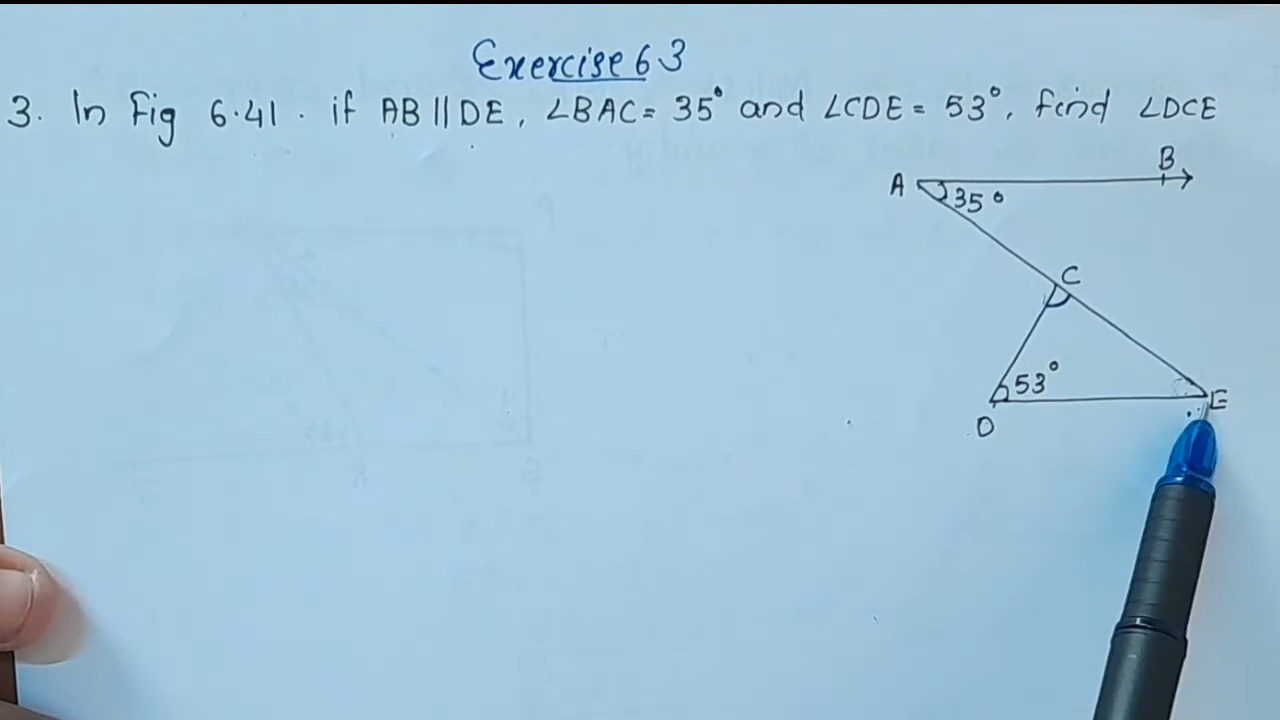 Exercise 6 3
3. In Fig 6.41. if AB || DE, ∠BAC = 35° and ∠CDE = 53°, find ∠DCE
B
A
35°
C
53°
E
D